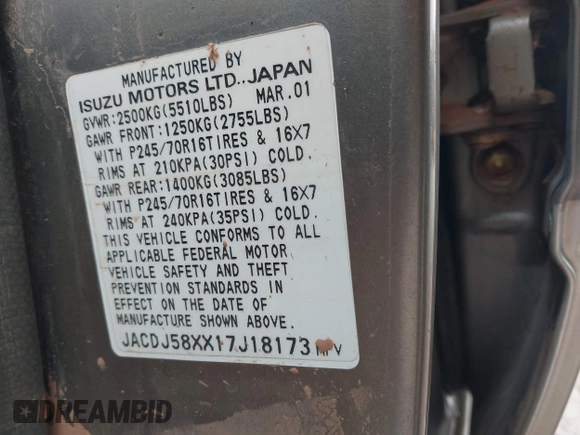 MANUFACTURED BY
ISUZU MOTORS LTD., JAPAN
GVWR:2500KG(5510LBS) MAR.01
GAWR FRONT:1250KG(2755LBS)
WITH P245/70R16TIRES & 16X7
RIMS AT 210KPA(30PSI) COLD.
GAWR REAR:1400KG(3085LBS)
WITH P245/70R16TIRES & 16X7
RIMS AT 240KPA(35PSI) COLD.
THIS VEHICLE CONFORMS TO ALL
APPLICABLE FEDERAL MOTOR
VEHICLE SAFETY AND THEFT
PREVENTION STANDARDS IN
EFFECT ON THE DATE OF
MANUFACTURE SHOWN ABOVE.
JACDJ58XX17J18173 MPV
DREAMBID